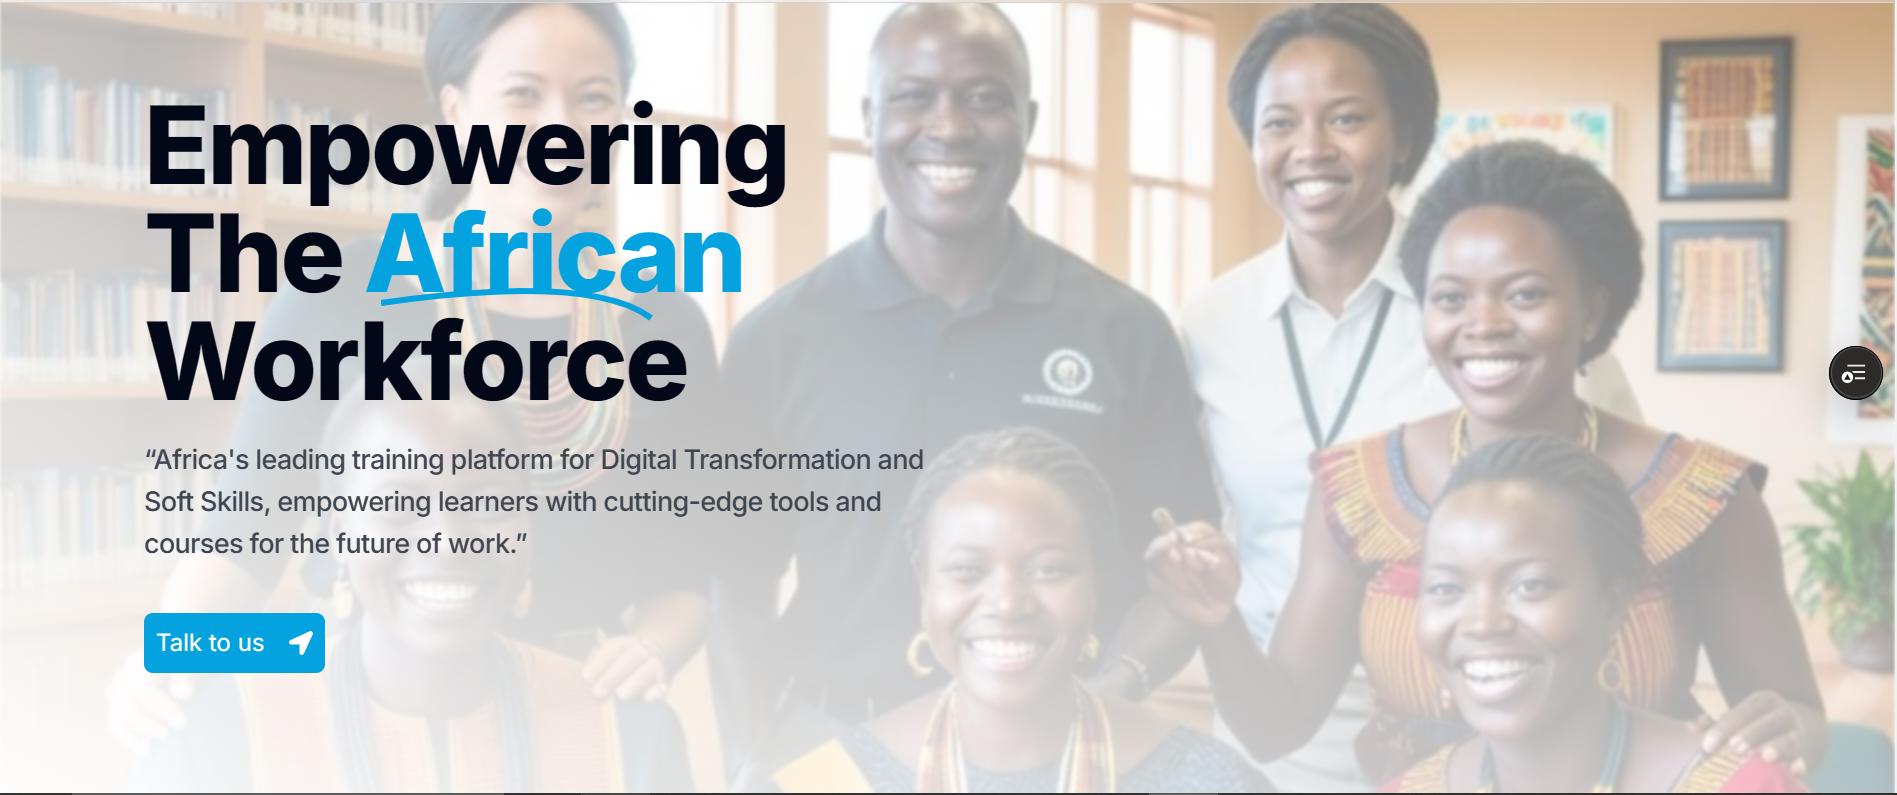 Empowering
The African
Workforce
“Africa's leading training platform for Digital Transformation and
Soft Skills, empowering learners with cutting-edge tools and
courses for the future of work.”
Talk to us